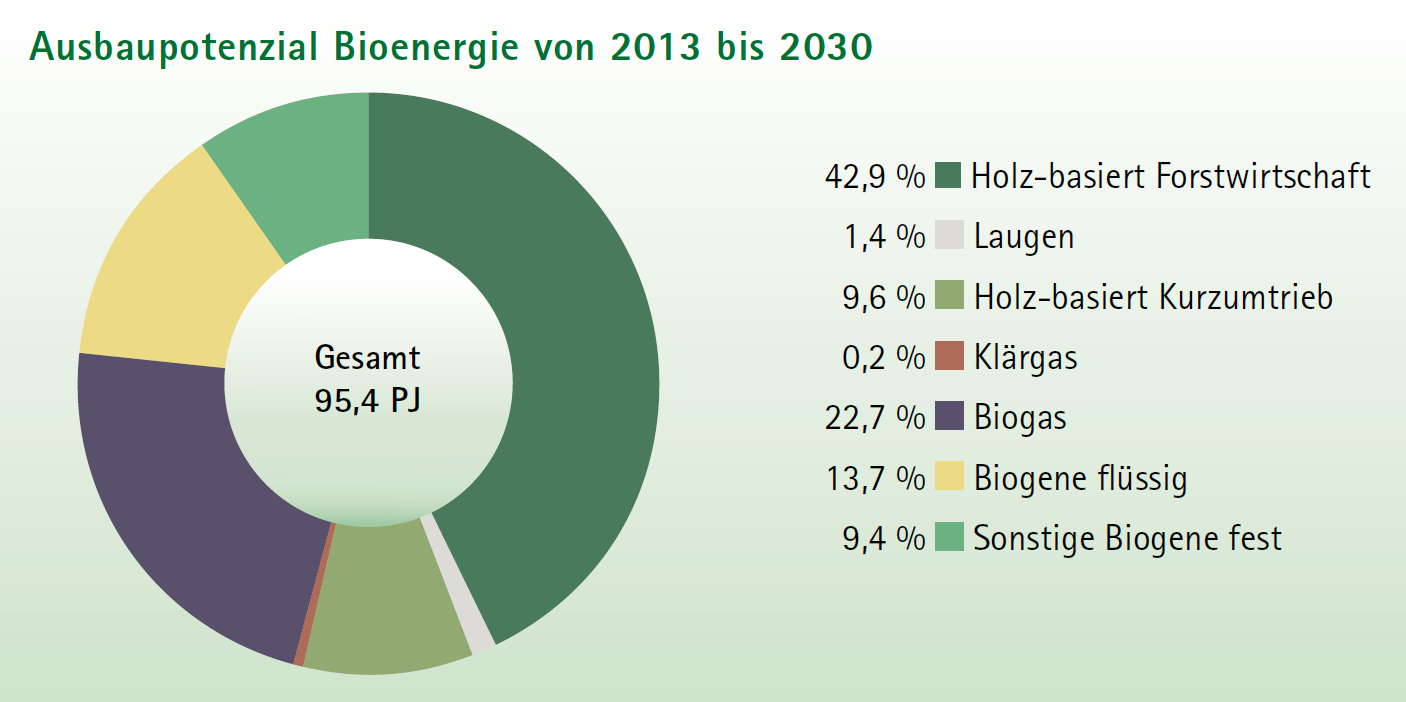 Ausbaupotenzial Bioenergie von 2013 bis 2030
Gesamt
95,4 PJ
42,9 % Holz-basiert Forstwirtschaft
1,4 % Laugen
9,6 % Holz-basiert Kurzumtrieb
0,2 % Klärgas
22,7 % Biogas
13,7 % Biogene flüssig
9,4 % Sonstige Biogene fest